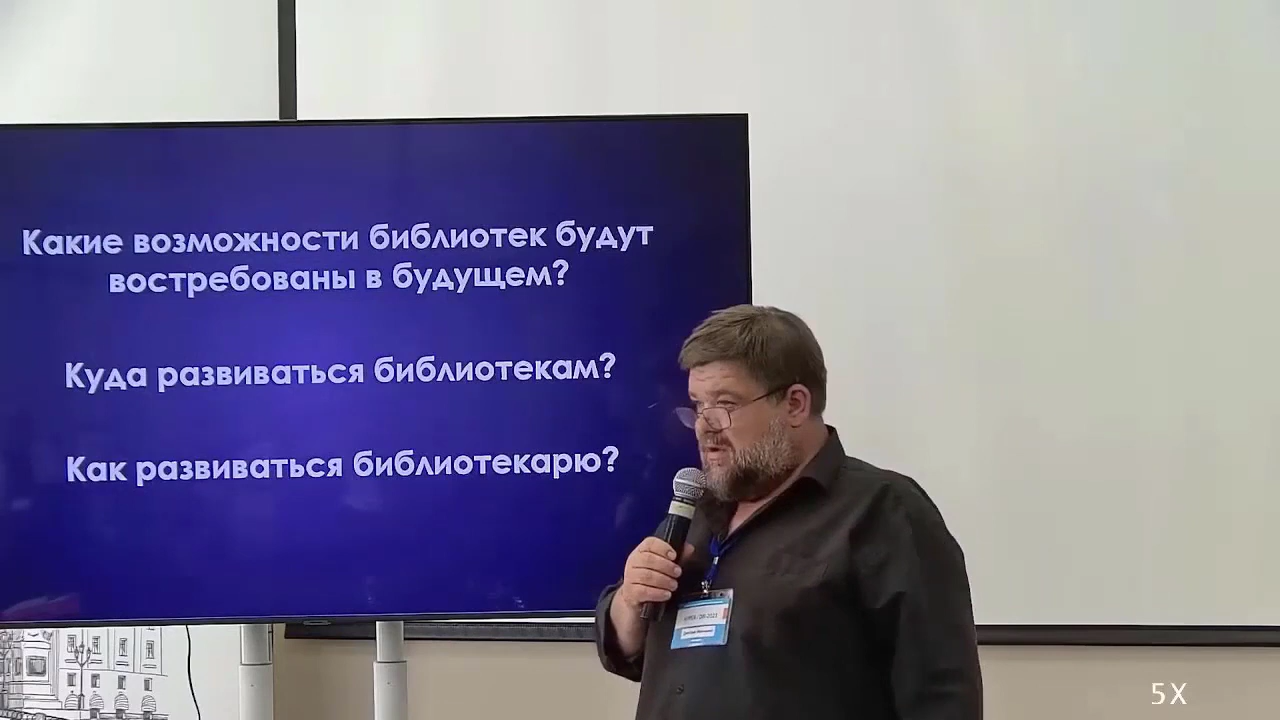 Какие возможности библиотек будут
востребованы в будущем?
Куда развиваться библиотекам?
Как развиваться библиотекарю?
5X